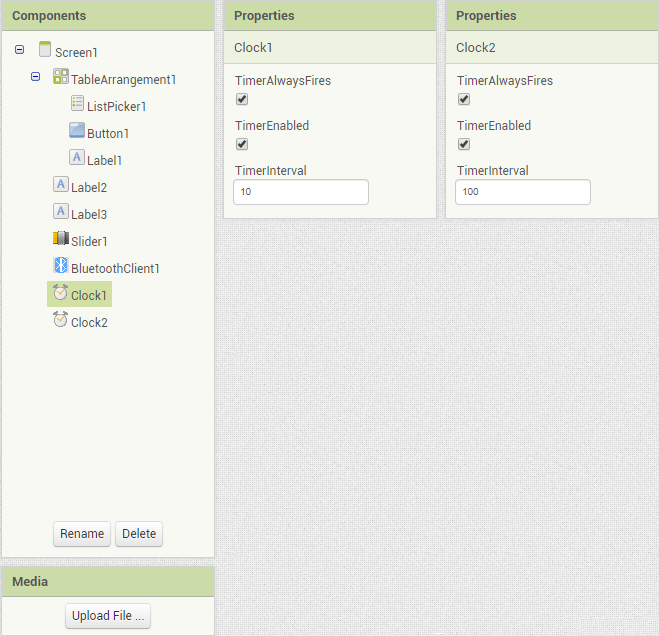 Components
Screen1
TableArrangement1
ListPicker1
Button1
A Label1
A Label2
A Label3
Slider1
BluetoothClient1
Clock1
Clock2
Rename Delete
Media
Upload File ...
Properties
Clock1
TimerAlwaysFires
TimerEnabled
TimerInterval
10
Properties
Clock2
TimerAlwaysFires
TimerEnabled
TimerInterval
100